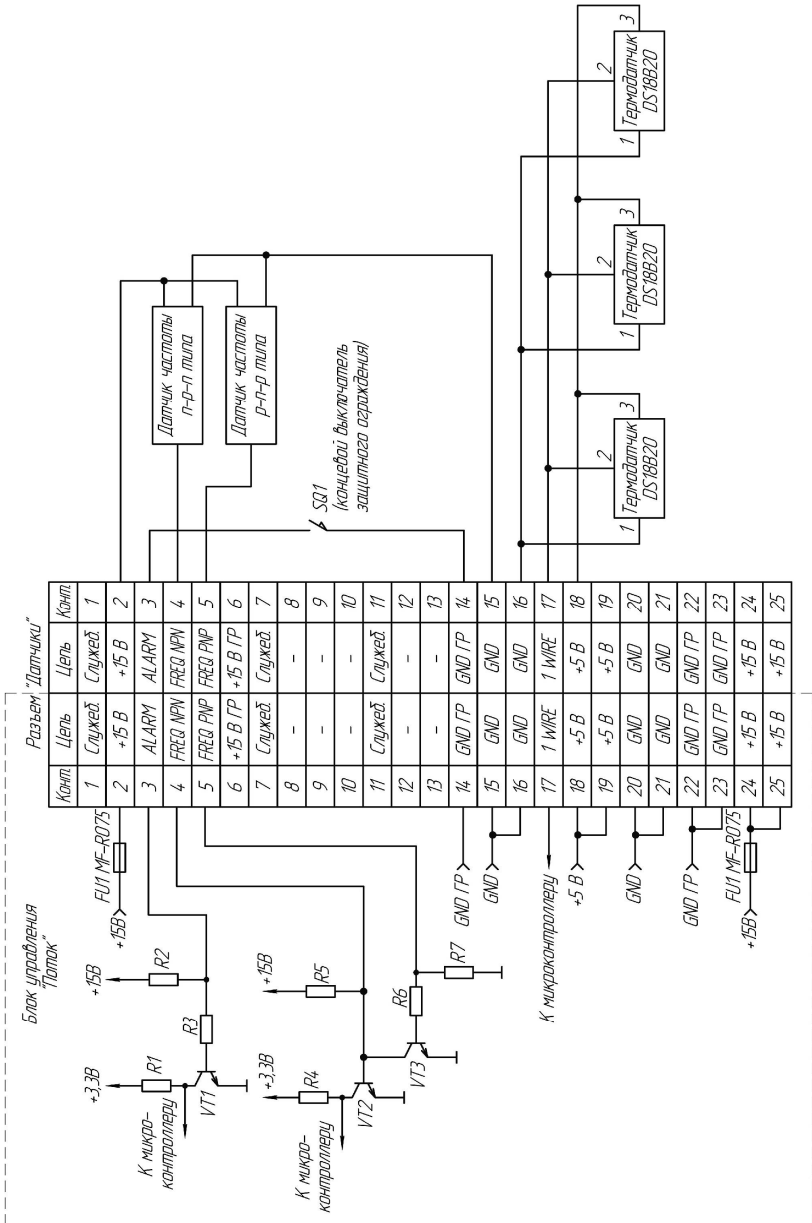 Блок управления
"Поток"
Разъем "Датчики"
Конт.
Цепь
Цепь
Конт.
1 Служеб. Служеб. 1
2 +15 В +15 В 2
3 ALARM ALARM 3
4 FREQ NPN FREQ NPN 4
5 FREQ PNP FREQ PNP 5
6 +15 В ГР +15 В ГР 6
7 Служеб. Служеб. 7
8 - - 8
9 - - 9
10 - - 10
11 Служеб. Служеб. 11
12 - - 12
13 - - 13
14 GND ГР GND ГР 14
15 GND GND 15
16 GND GND 16
17 1 WIRE 1 WIRE 17
18 +5 В +5 В 18
19 +5 В +5 В 19
20 GND GND 20
21 GND GND 21
22 GND ГР GND ГР 22
23 GND ГР GND ГР 23
24 +15 В +15 В 24
25 +15 В +15 В 25
+15В
FU1 MF-R075
+3,3В
+15В
R1
R2
R3
VT1
К микро-
контроллеру
+3,3В
+15В
R4
R5
VT2
VT3
R6
R7
К микро-
контроллеру
GND ГР
GND
К микроконтроллеру
+5 В
GND
GND ГР
+15В
FU1 MF-R075
Датчик частоты
n-p-n типа
Датчик частоты
p-n-p типа
SQ1
(концевой выключатель
защитного ограждения)
1
2
3
Термодатчик
DS18B20
1
2
3
Термодатчик
DS18B20
1
2
3
Термодатчик
DS18B20